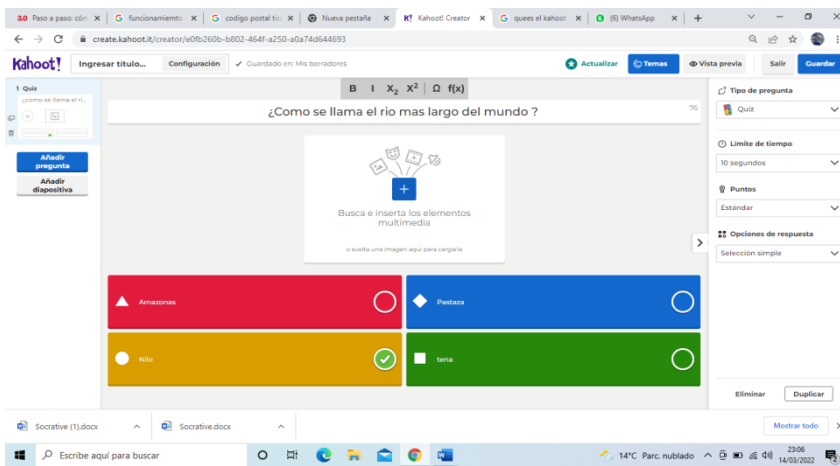 3.0 Paso a paso: cóm
funcionamiento
codigo postal
Nueva pestaña
Kahoot! Creator
quees el kahoot
(6) WhatsApp
create.kahoot.it/creator/e0fb260b-b802-464f-a250-a0a74d644693
Kahoot!
Ingresar título...
Configuración
Guardado en: Mis borradores
Actualizar
Temas
Vista previa
Salir
Guardar
1 Quiz
¿como se llama el ri...
Añadir pregunta
Añadir diapositiva
B I X₂ X² Ω f(x)
¿Como se llama el rio mas largo del mundo ?
76
Busca e inserta los elementos
multimedia
o suelta una imagen aquí para cargarla
Amazonas
Pastaza
Nilo
tena
Tipo de pregunta
Quiz
Límite de tiempo
10 segundos
Puntos
Estándar
Opciones de respuesta
Selección simple
Eliminar
Duplicar
Socrative (1).docx
Socrative.docx
Mostrar todo
Escribe aquí para buscar
14°C Parc. nublado
23:06
14/03/2022